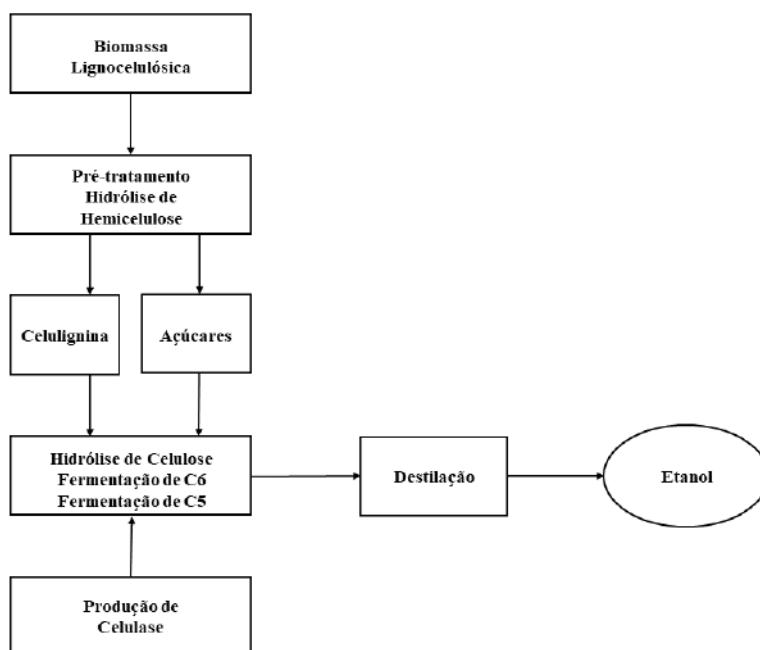 Biomassa
Lignocelulósica
Pré-tratamento
Hidrólise de
Hemicelulose
Celulignina
Açúcares
Hidrólise de Celulose
Fermentação de C6
Fermentação de C5
Destilação
Etanol
Produção de
Celulase